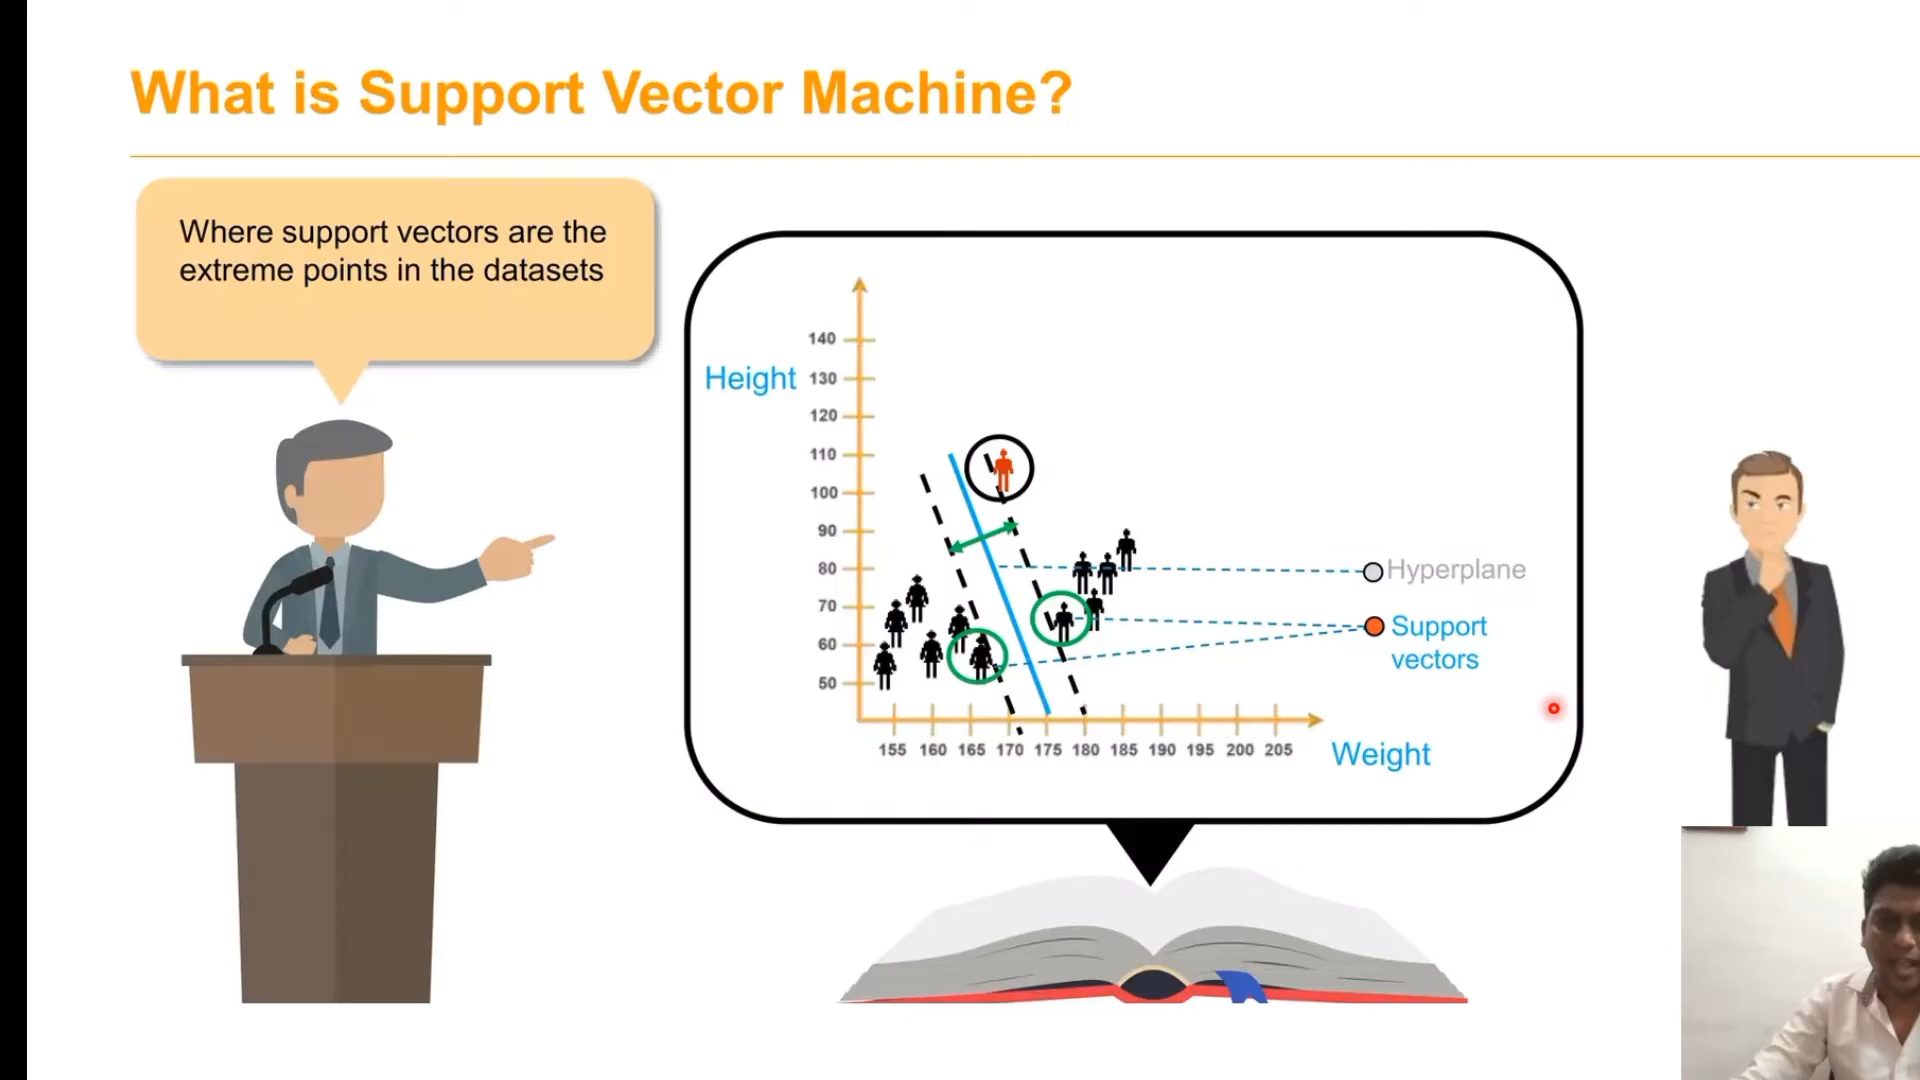 What is Support Vector Machine?
Where support vectors are the
extreme points in the datasets
Height
140
130
120
110
100
90
80
70
60
50
Hyperplane
Support
vectors
155 160 165 170 175 180 185 190 195 200 205
Weight